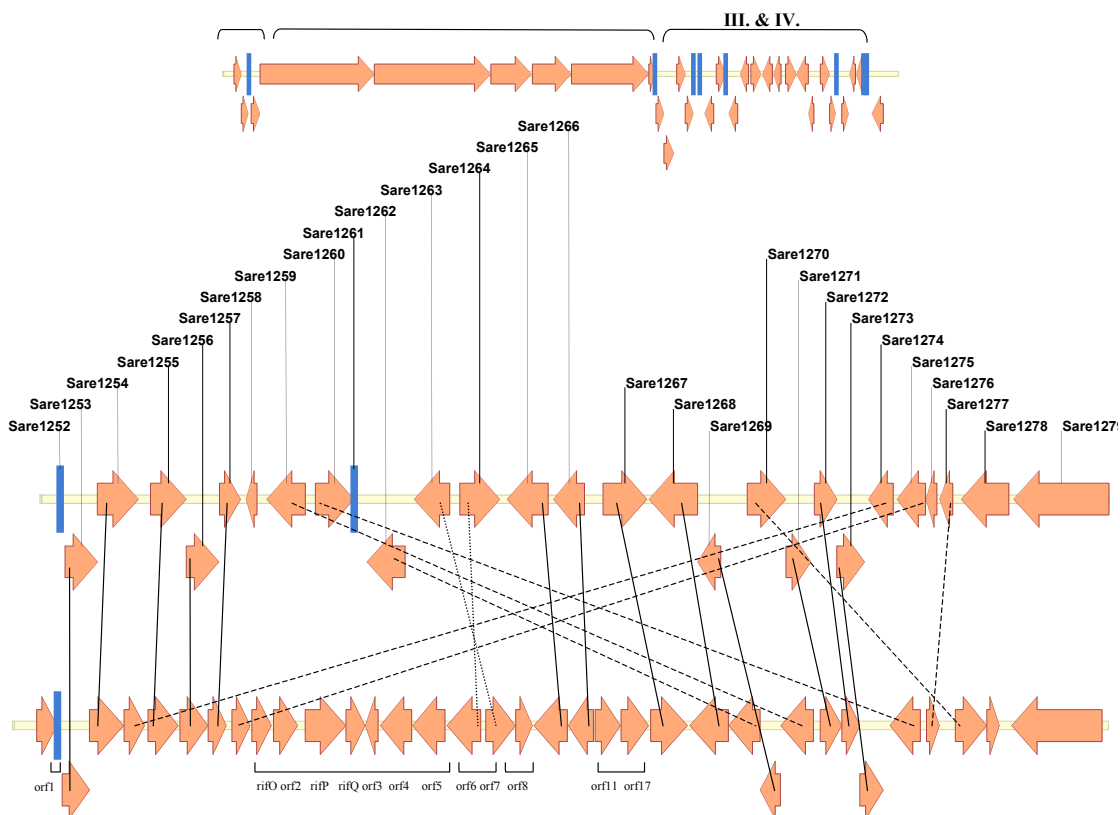 III. & IV.
Sare1266
Sare1265
Sare1264
Sare1263
Sare1262
Sare1261
Sare1260
Sare1270
Sare1259
Sare1271
Sare1258
Sare1272
Sare1257
Sare1273
Sare1256
Sare1274
Sare1255
Sare1275
Sare1254
Sare1267
Sare1276
Sare1253
Sare1268
Sare1277
Sare1252
Sare1269
Sare1278
Sare1279
orf1
rifO orf2 rifP rifQ orf3 orf4 orf5 orf6 orf7 orf8 orf11 orf17